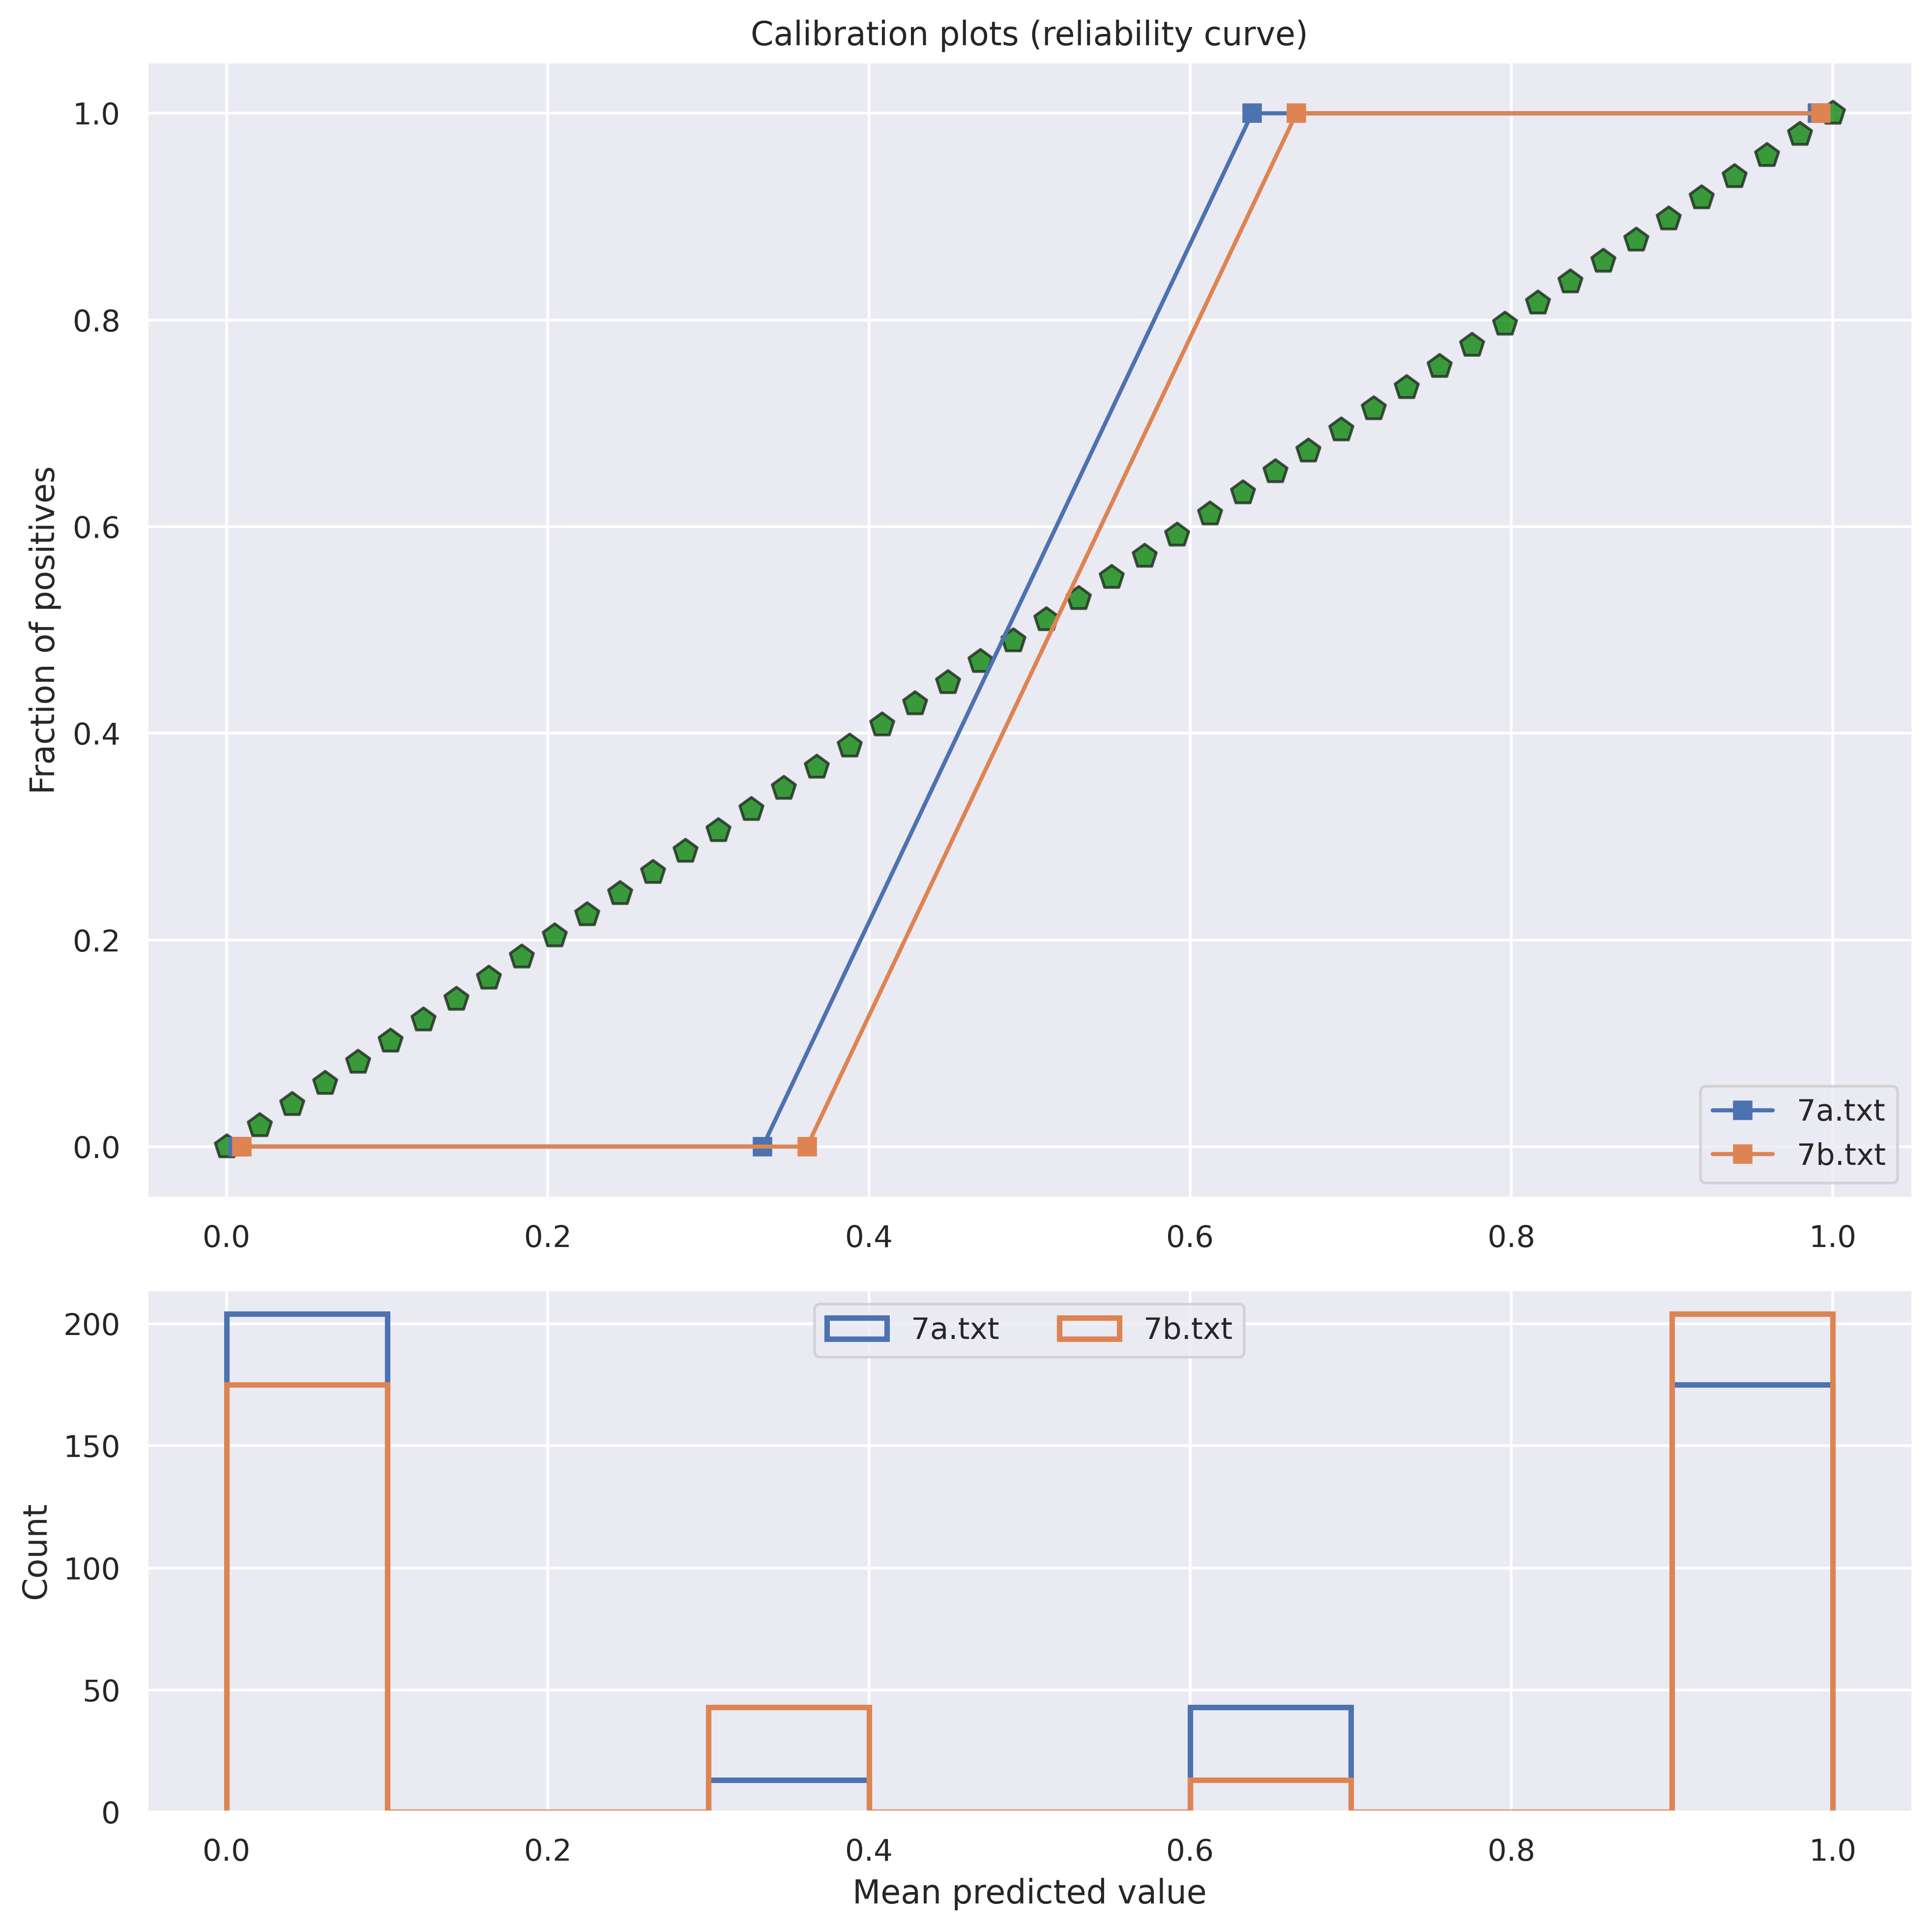 Calibration plots (reliability curve)
1.0
0.8
0.6
0.4
0.2
0.0
Fraction of positives
7a.txt
7b.txt
0.0 0.2 0.4 0.6 0.8 1.0
7a.txt 7b.txt
200
150
100
50
0
Count
0.0 0.2 0.4 0.6 0.8 1.0
Mean predicted value